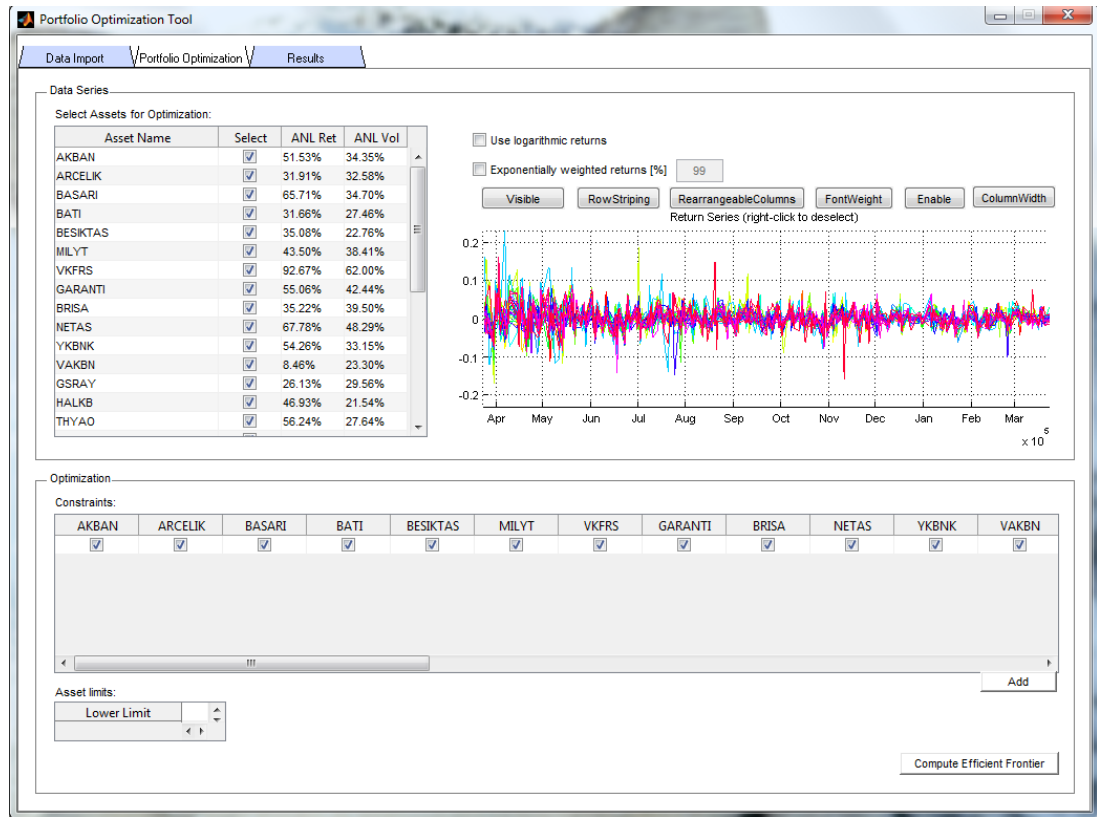 Portfolio Optimization Tool
Data Import Portfolio Optimization Results
Data Series
Select Assets for Optimization:
Asset Name Select ANL Ret ANL Vol
AKBAN 51.53% 34.35%
ARCELIK 31.91% 32.58%
BASARI 65.71% 34.70%
BATI 31.66% 27.46%
BESIKTAS 35.08% 22.76%
MILYT 43.50% 38.41%
VKFRS 92.67% 62.00%
GARANTI 55.06% 42.44%
BRISA 35.22% 39.50%
NETAS 67.78% 48.29%
YKBNK 54.26% 33.15%
VAKBN 8.46% 23.30%
GSRAY 26.13% 29.56%
HALKB 46.93% 21.54%
THYAO 56.24% 27.64%
Use logarithmic returns
Exponentially weighted returns [%] 99
Visible RowStriping RearrangeableColumns FontWeight Enable ColumnWidth
Return Series (right-click to deselect)
0.2
0.1
0
-0.1
-0.2
Apr May Jun Jul Aug Sep Oct Nov Dec Jan Feb Mar
x 10^5
Optimization
Constraints:
AKBAN ARCELIK BASARI BATI BESIKTAS MILYT VKFRS GARANTI BRISA NETAS YKBNK VAKBN
Add
Asset limits:
Lower Limit
Compute Efficient Frontier